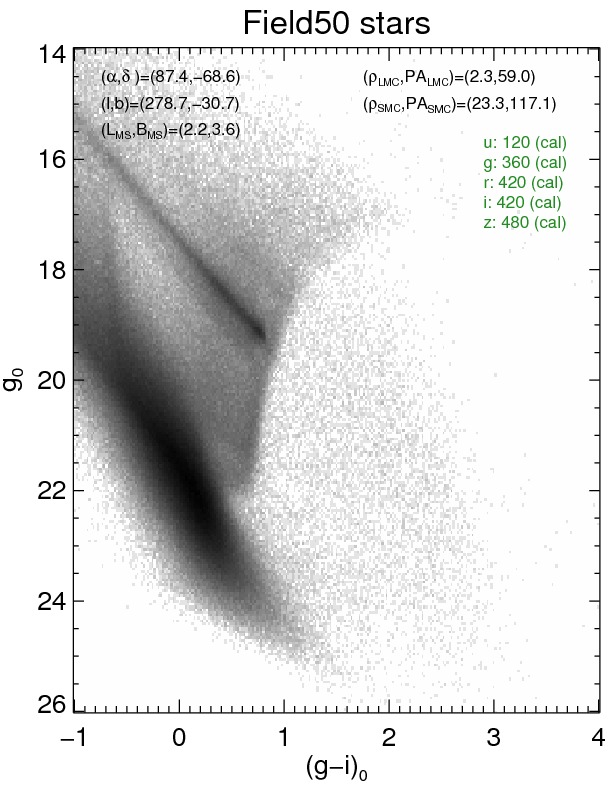 Field50 stars
(α,δ)=(87.4,−68.6)
(l,b)=(278.7,−30.7)
(L_MS,B_MS)=(2.2,3.6)
(ρ_LMC,PA_LMC)=(2.3,59.0)
(ρ_SMC,PA_SMC)=(23.3,117.1)
u: 120 (cal)
g: 360 (cal)
r: 420 (cal)
i: 420 (cal)
z: 480 (cal)
14
16
18
20
22
24
26
g₀
−1 0 1 2 3 4
(g−i)₀